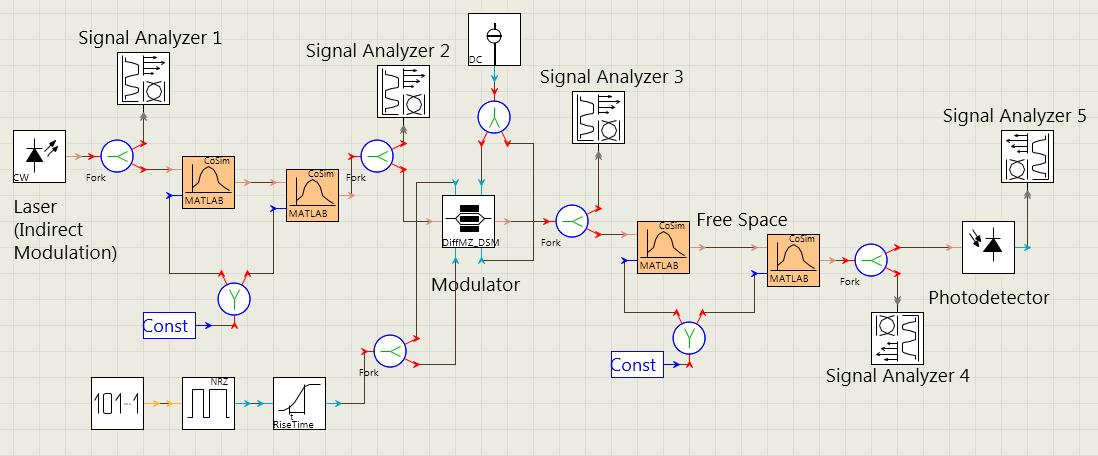 Signal Analyzer 1
Signal Analyzer 2
DC
Signal Analyzer 3
Signal Analyzer 5
CW
Fork
CoSim
MATLAB
CoSim
MATLAB
Fork
Laser
(Indirect
Modulation)
DiffMZ_DSM
Modulator
Fork
Free Space
CoSim
MATLAB
CoSim
MATLAB
Fork
Photodetector
Const
Const
Signal Analyzer 4
Fork
101···1
NRZ
RiseTime